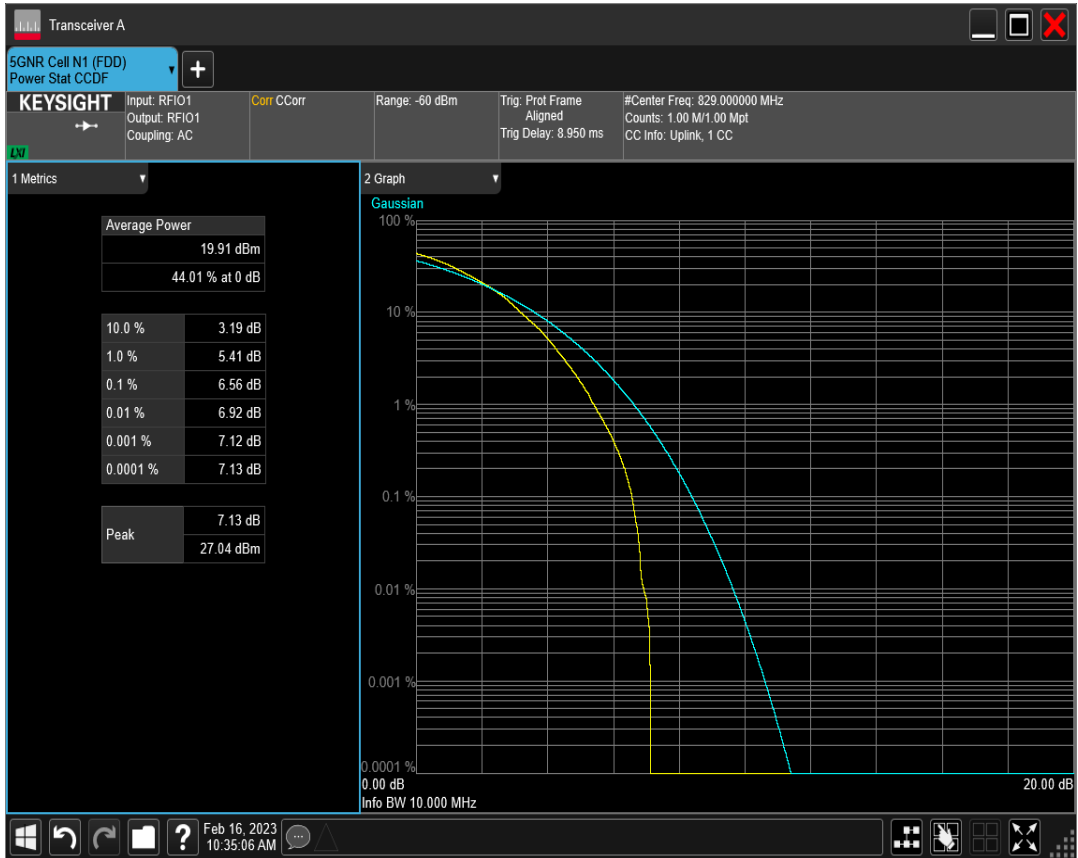 Transceiver A
5GNR Cell N1 (FDD)
Power Stat CCDF
+
KEYSIGHT
LXI
Input: RFIO1
Output: RFIO1
Coupling: AC
Corr CCorr
Range: -60 dBm
Trig: Prot Frame
Aligned
Trig Delay: 8.950 ms
#Center Freq: 829.000000 MHz
Counts: 1.00 M/1.00 Mpt
CC Info: Uplink, 1 CC
1 Metrics
Average Power
19.91 dBm
44.01 % at 0 dB
10.0 % 3.19 dB
1.0 % 5.41 dB
0.1 % 6.56 dB
0.01 % 6.92 dB
0.001 % 7.12 dB
0.0001 % 7.13 dB
Peak
7.13 dB
27.04 dBm
2 Graph
Gaussian
100 %
10 %
1 %
0.1 %
0.01 %
0.001 %
0.0001 %
0.00 dB 20.00 dB
Info BW 10.000 MHz
?
Feb 16, 2023
10:35:06 AM